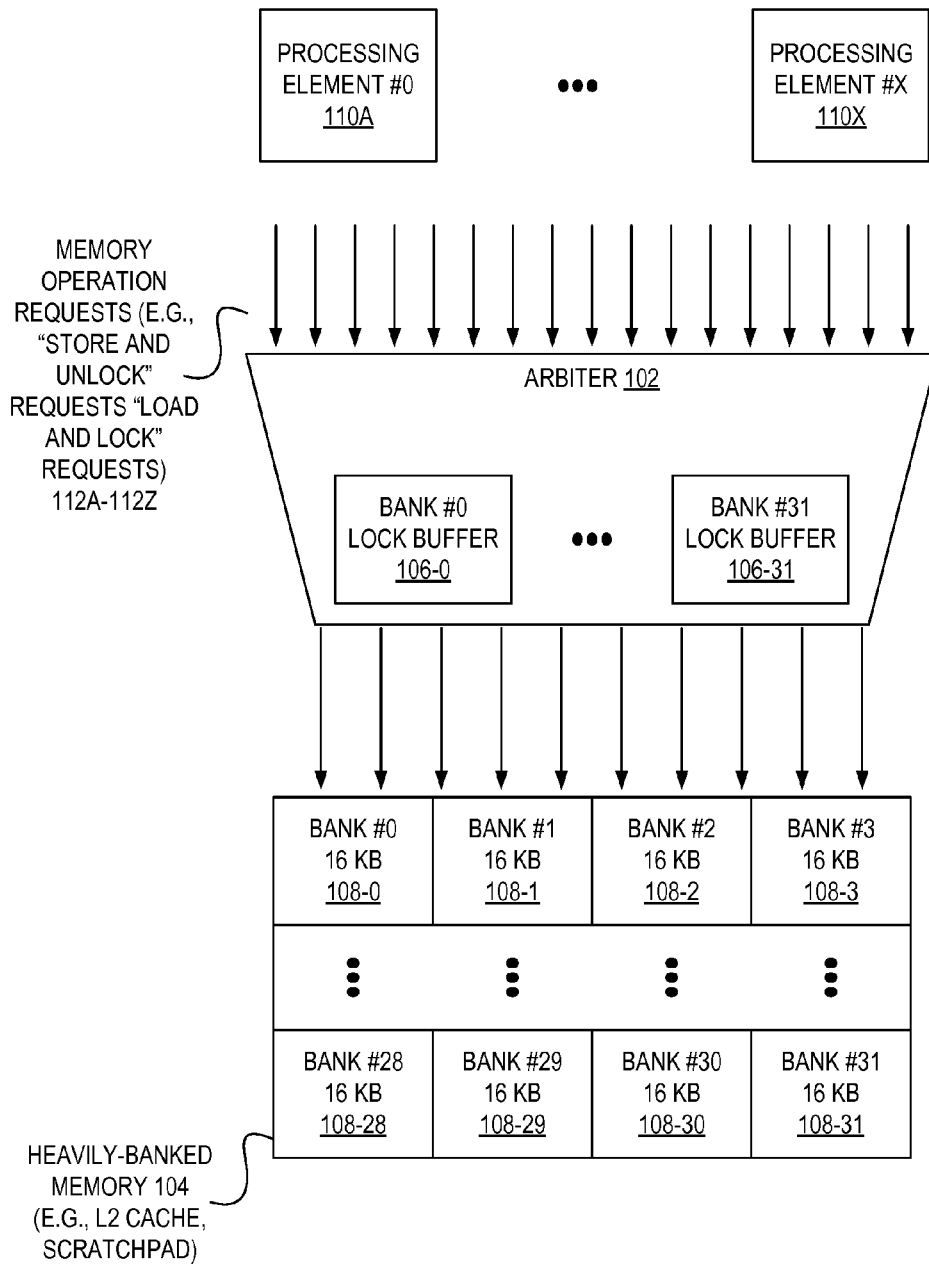 PROCESSING
ELEMENT #0
110A
PROCESSING
ELEMENT #X
110X
MEMORY
OPERATION
REQUESTS (E.G.,
“STORE AND
UNLOCK”
REQUESTS “LOAD
AND LOCK”
REQUESTS)
112A-112Z
ARBITER 102
BANK #0
LOCK BUFFER
106-0
BANK #31
LOCK BUFFER
106-31
BANK #0
16 KB
108-0
BANK #1
16 KB
108-1
BANK #2
16 KB
108-2
BANK #3
16 KB
108-3
BANK #28
16 KB
108-28
BANK #29
16 KB
108-29
BANK #30
16 KB
108-30
BANK #31
16 KB
108-31
HEAVILY-BANKED
MEMORY 104
(E.G., L2 CACHE,
SCRATCHPAD)